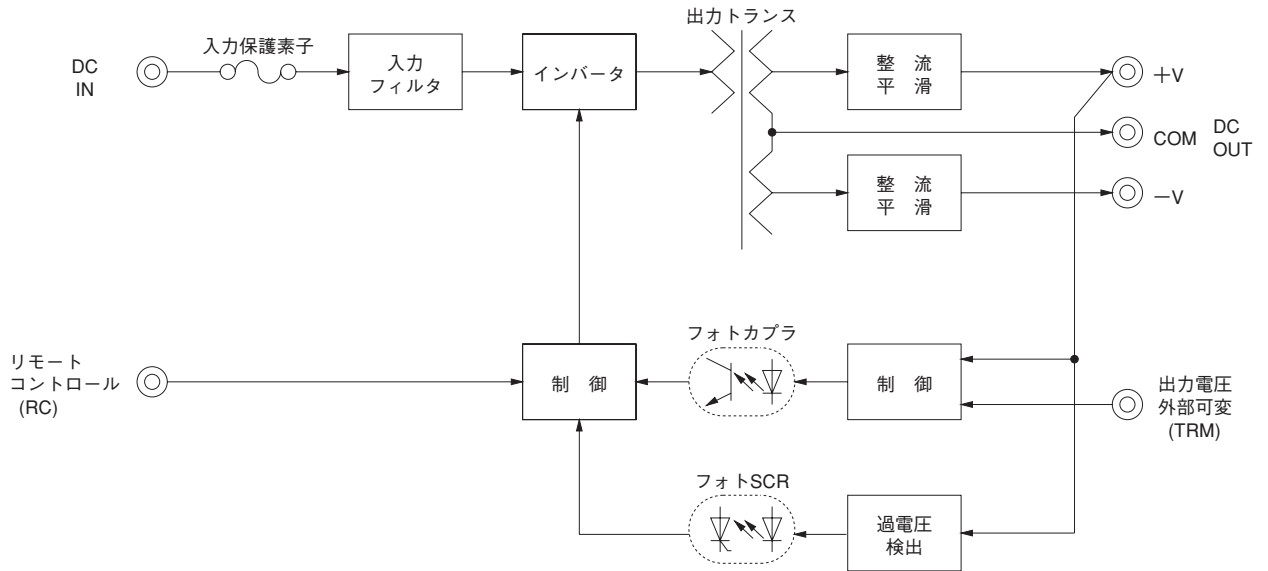 出力トランス
入力保護素子
DC
IN
入力
フィルタ
インバータ
整 流
平 滑
＋V
COM
DC
OUT
整 流
平 滑
－V
リモート
コントロール
(RC)
制 御
フォトカプラ
制 御
出力電圧
外部可変
(TRM)
フォトSCR
過電圧
検出